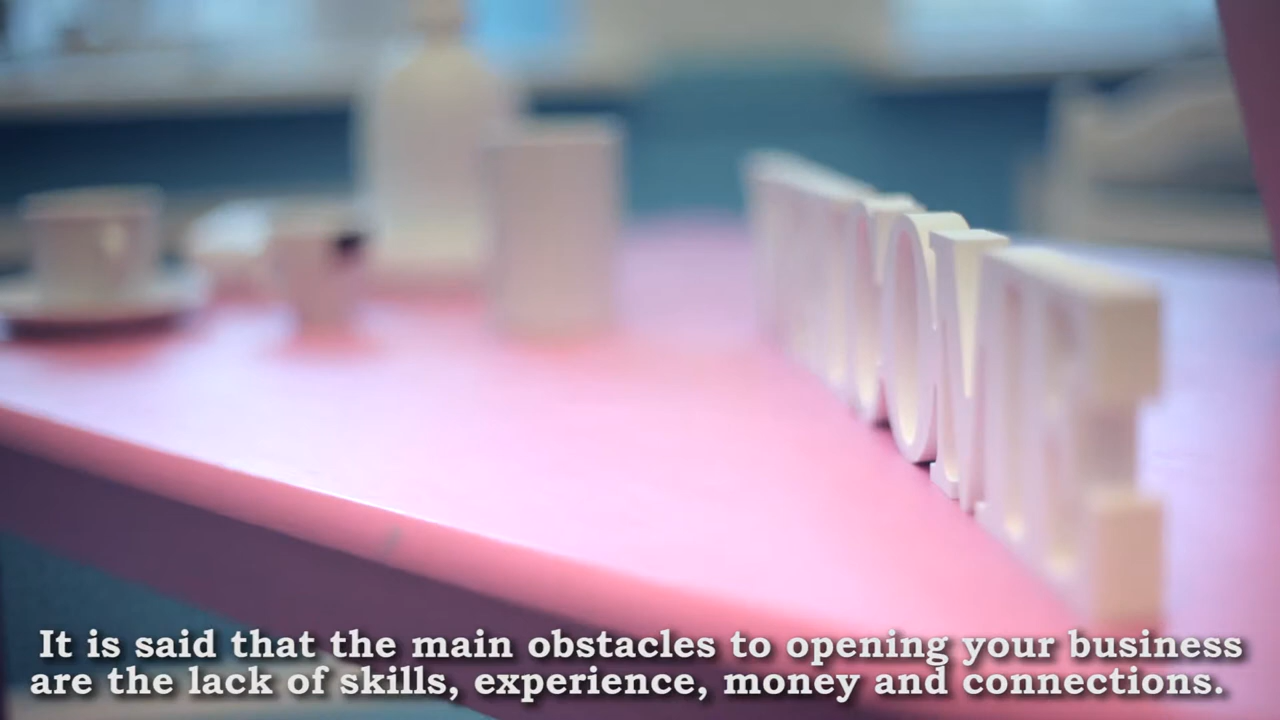 It is said that the main obstacles to opening your business
are the lack of skills, experience, money and connections.